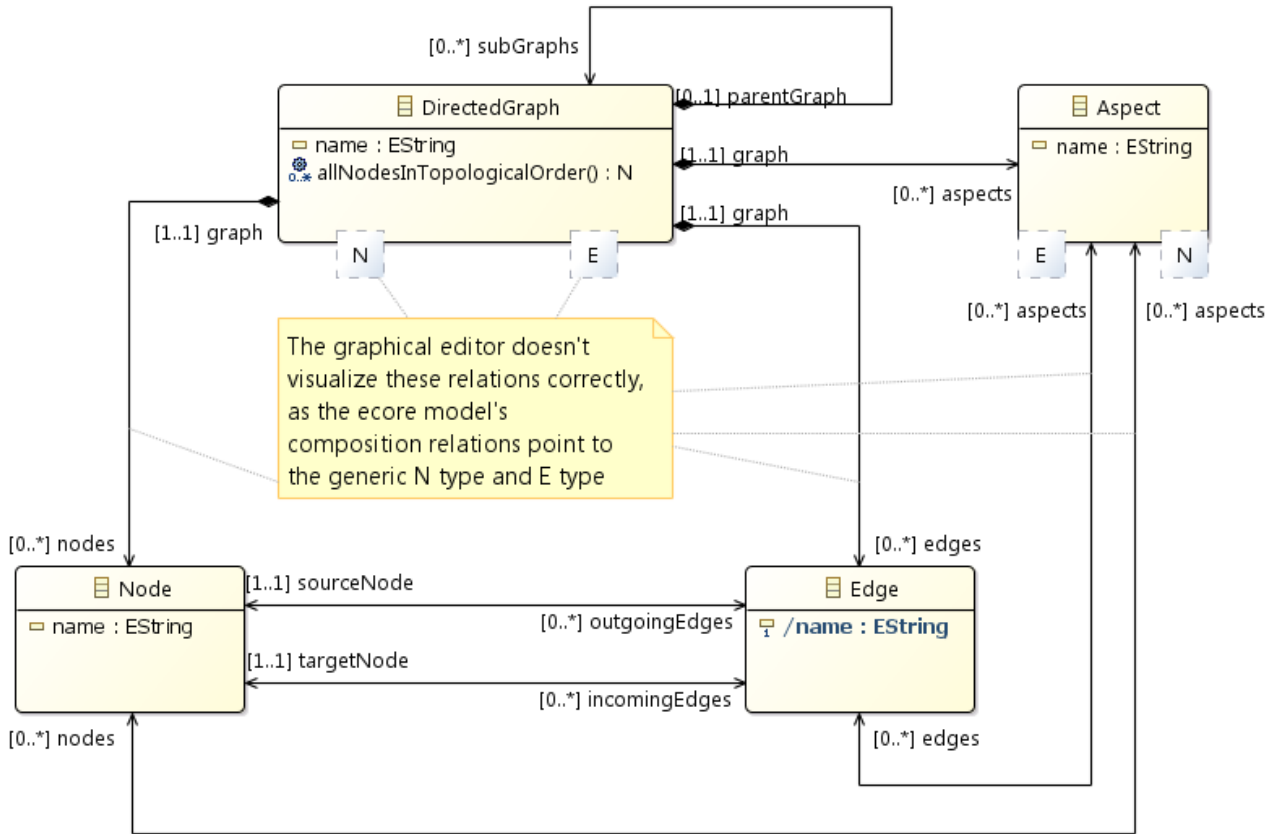 [0..*] subGraphs
DirectedGraph
[0..1] parentGraph
Aspect
name : EString
0..* allNodesInTopologicalOrder() : N
[1..1] graph
name : EString
[0..*] aspects
[1..1] graph
[1..1] graph
N
E
E
N
[0..*] aspects
[0..*] aspects
The graphical editor doesn't
visualize these relations correctly,
as the ecore model's
composition relations point to
the generic N type and E type
[0..*] nodes
[0..*] edges
Node
[1..1] sourceNode
Edge
name : EString
[0..*] outgoingEdges
1 /name : EString
[1..1] targetNode
[0..*] incomingEdges
[0..*] nodes
[0..*] edges